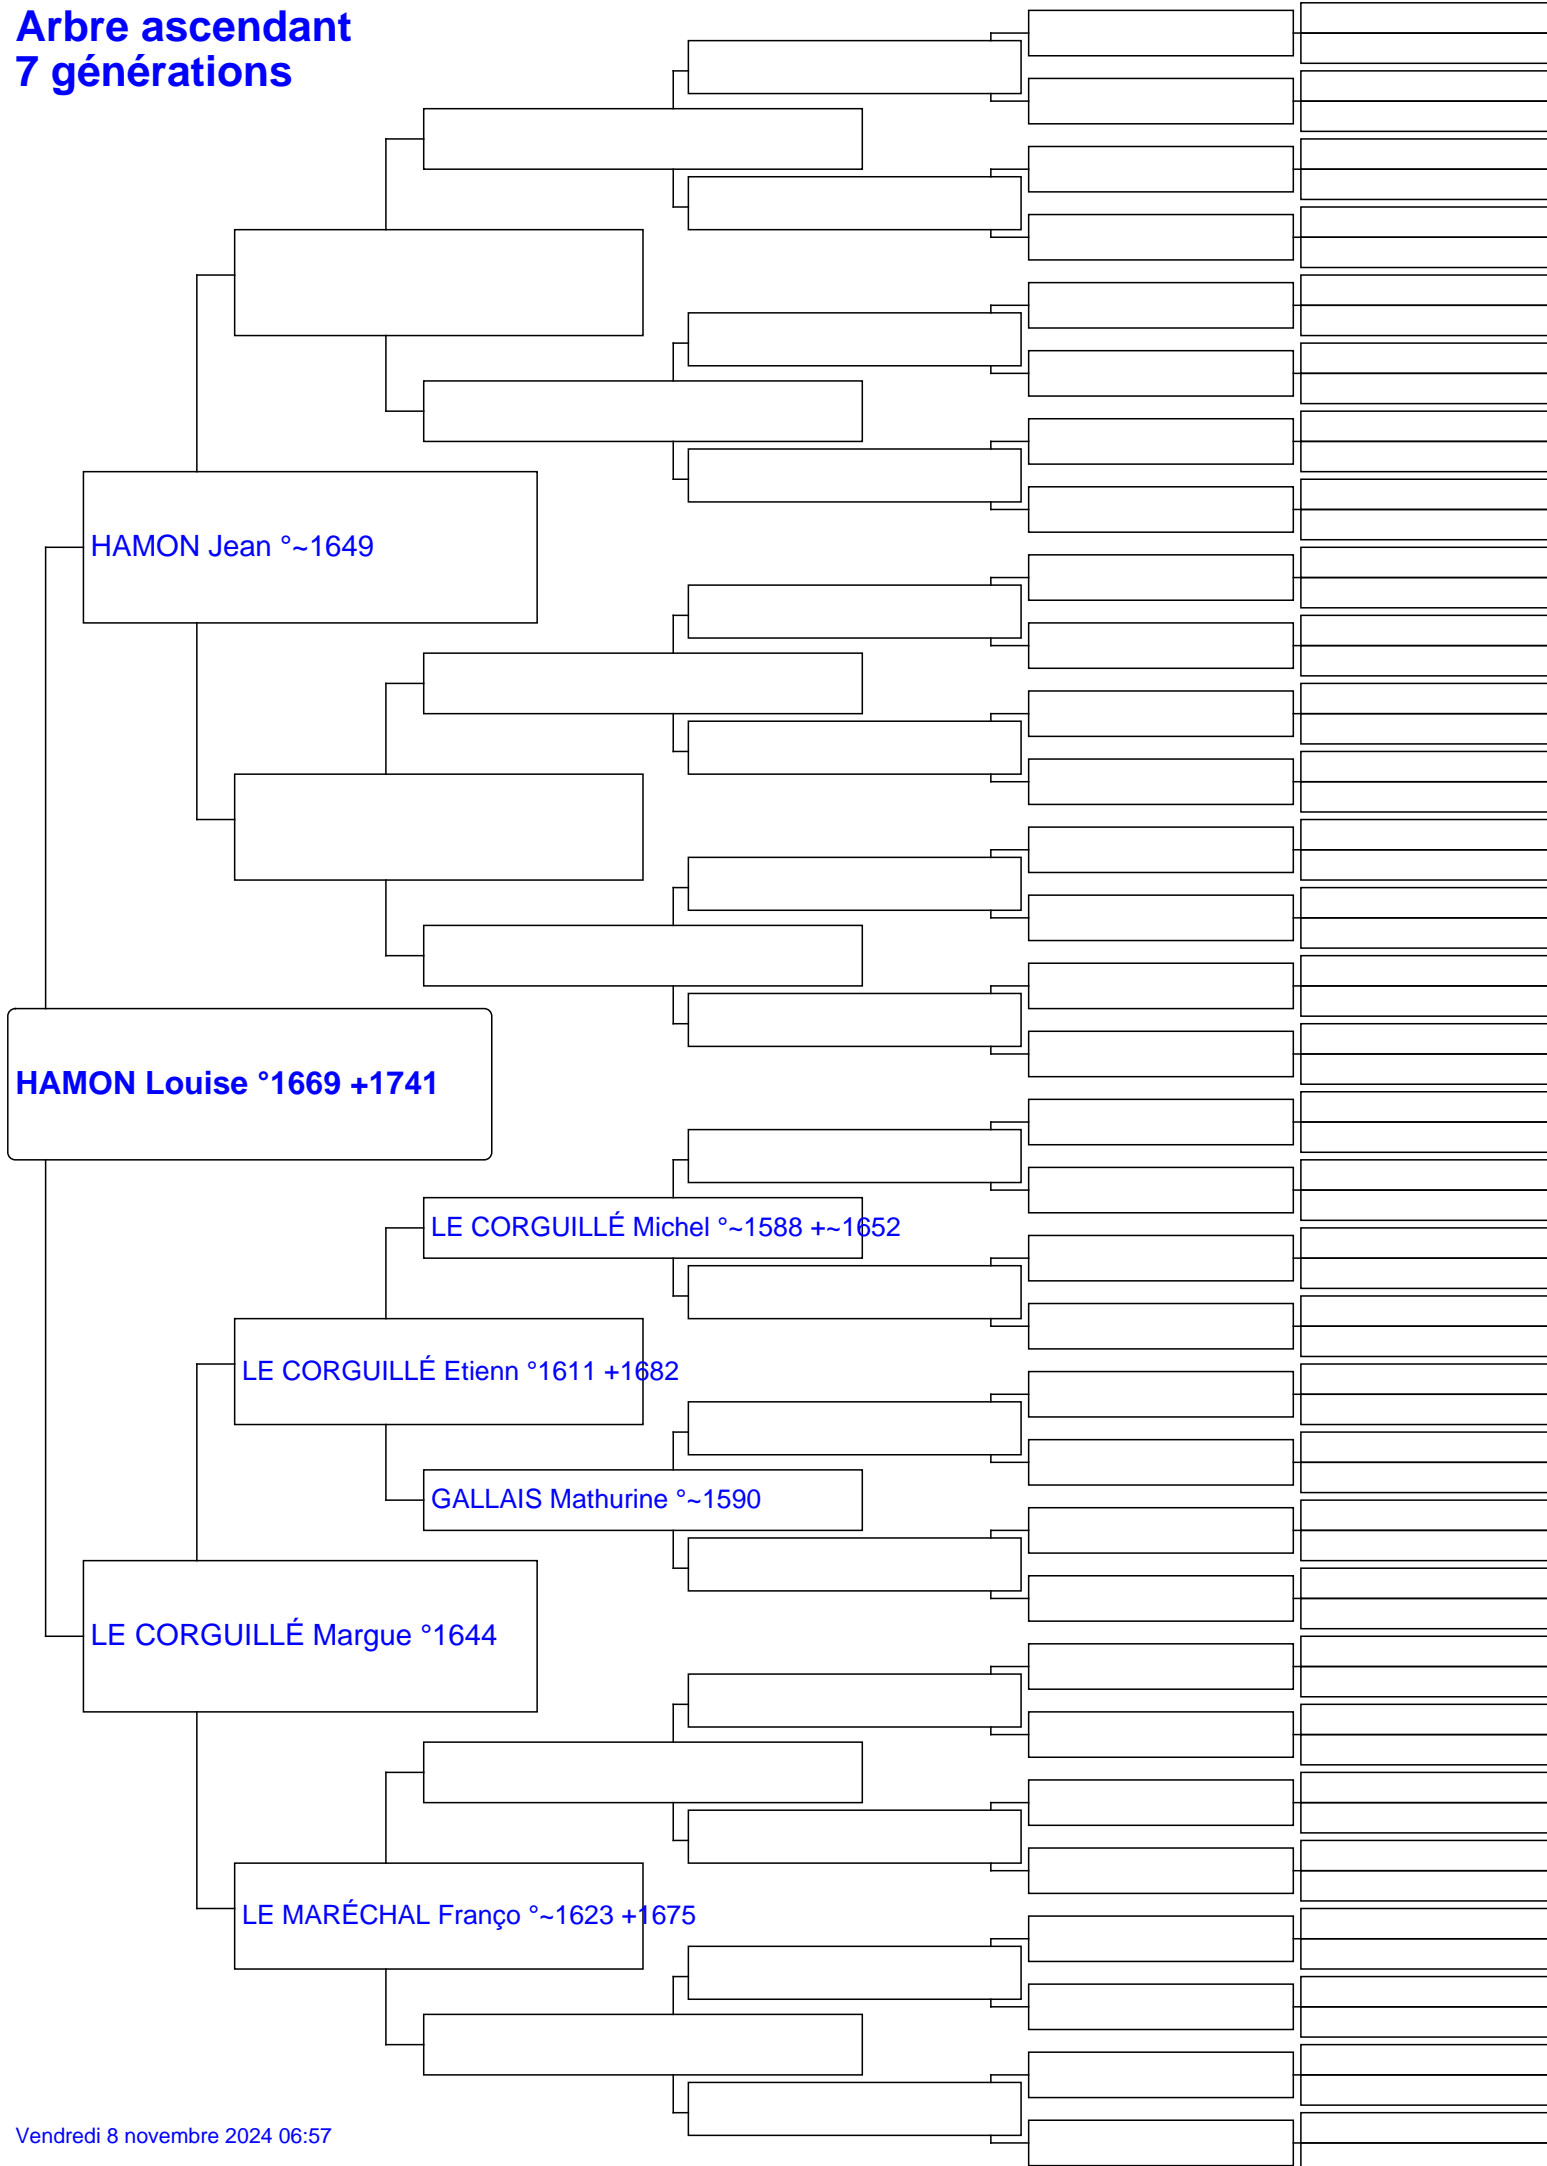 Arbre ascendant
7 générations
HAMON Jean °~1649
HAMON Louise °1669 +1741
LE CORGUILLÉ Michel °~1588 +~1652
LE CORGUILLÉ Etienn °1611 +1682
GALLAIS Mathurine °~1590
LE CORGUILLÉ Margue °1644
LE MARÉCHAL Franço °~1623 +1675
Vendredi 8 novembre 2024 06:57